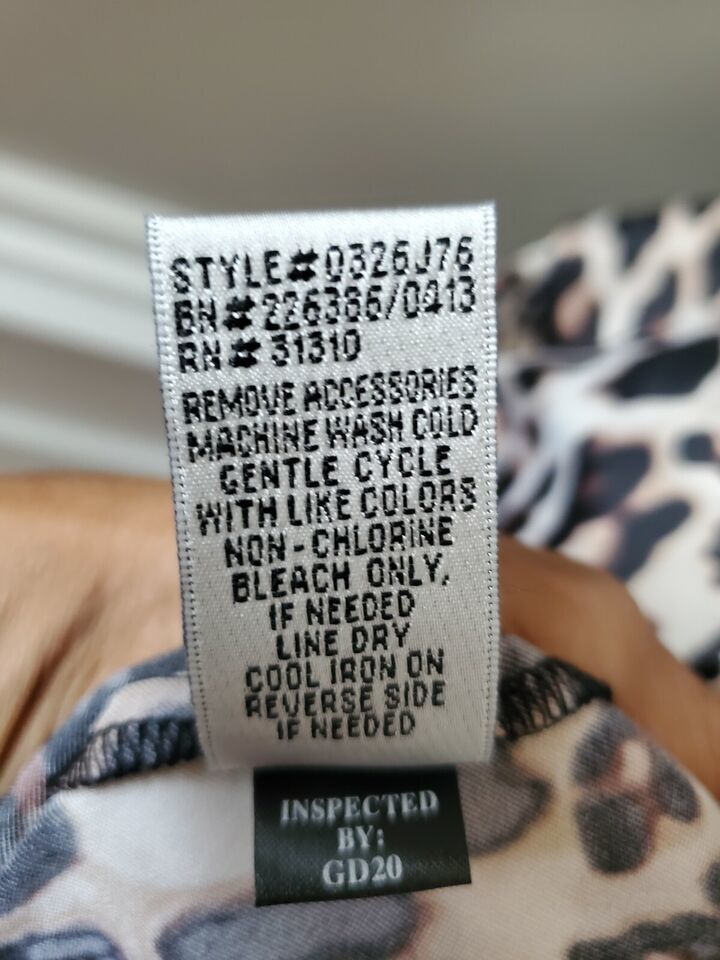 STYLE#0326J76
BN#226386/0413
RN#31310
REMOVE ACCESSORIES
MACHINE WASH COLD
GENTLE CYCLE
WITH LIKE COLORS
NON-CHLORINE
BLEACH ONLY,
IF NEEDED
LINE DRY
COOL IRON ON
REVERSE SIDE
IF NEEDED
INSPECTED
BY:
GD20